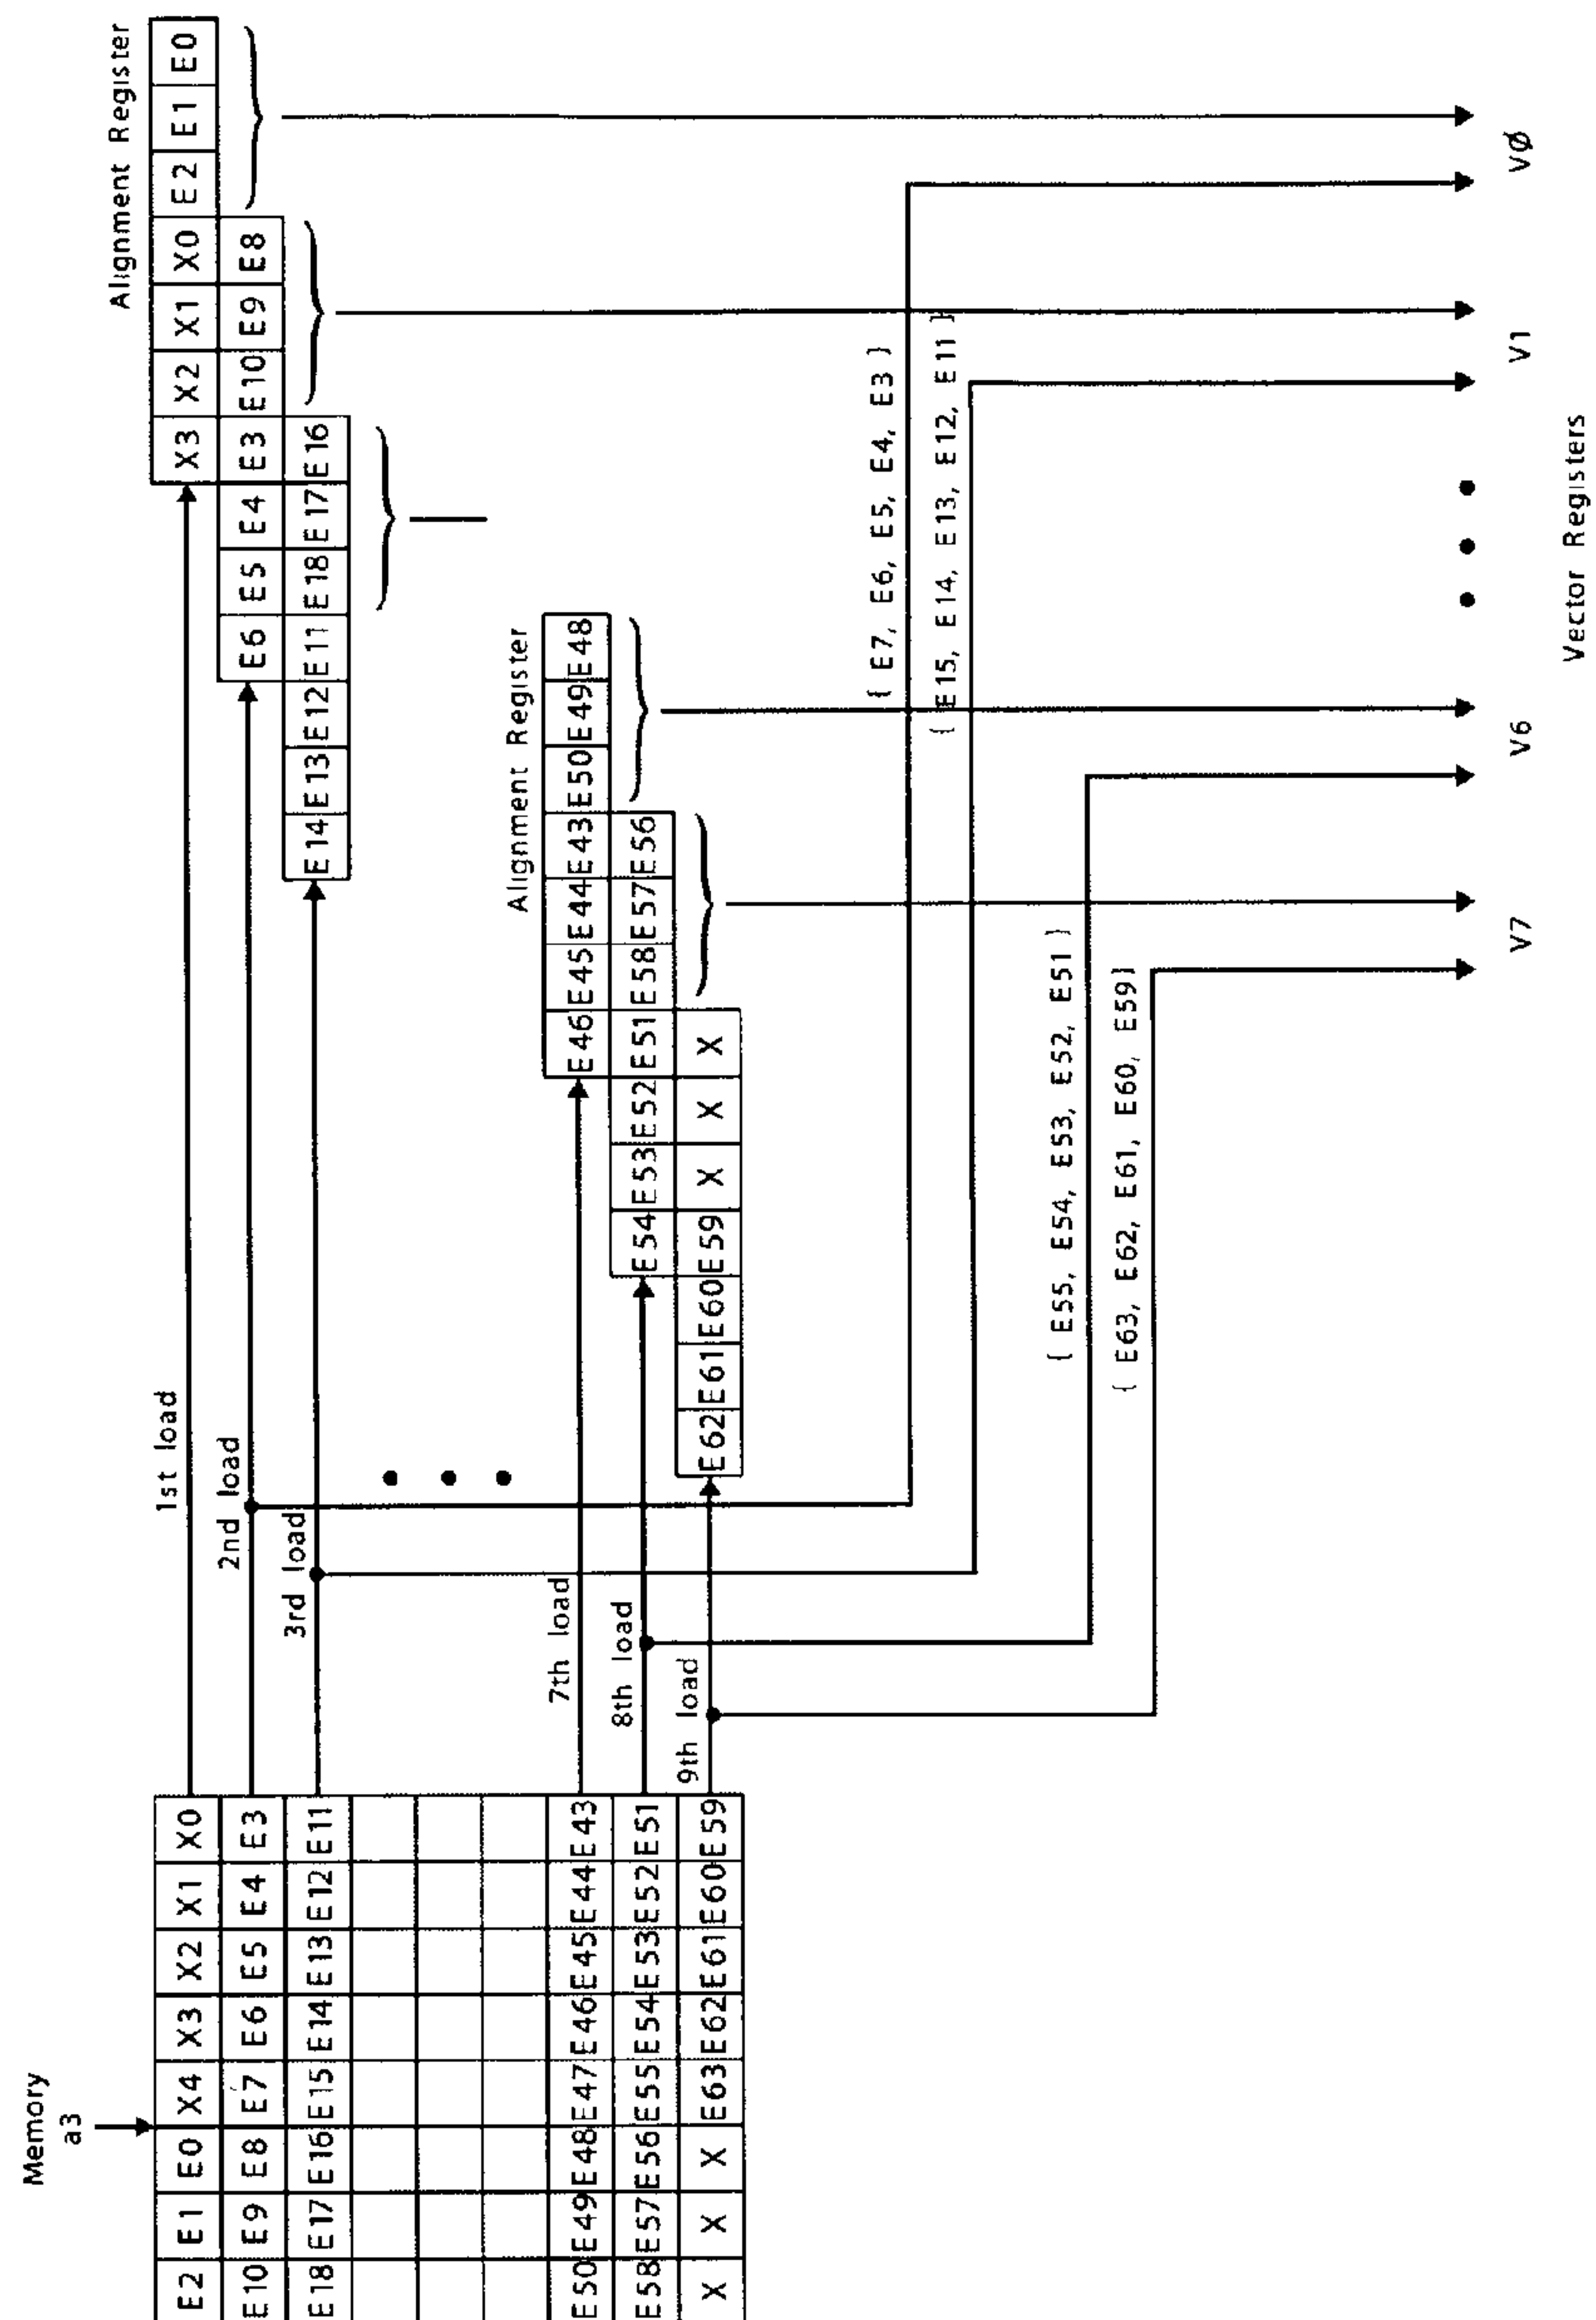 Memory
a3
Alignment Register
1st load
E2 E1 E0 X4 X3 X2 X1 X0
X3 X2 X1 X0 E2 E1 E0
2nd load
E10 E9 E8 E7 E6 E5 E4 E3
E6 E5 E4 E3 E10 E9 E8
3rd load
E18 E17 E16 E15 E14 E13 E12 E11
E14 E13 E12 E11 E18 E17 E16
Alignment Register
7th load
E50 E49 E48 E47 E46 E45 E44 E43
E46 E45 E44 E43 E50 E49 E48
8th load
E58 E57 E56 E55 E54 E53 E52 E51
E54 E53 E52 E51 E58 E57 E56
9th load
X X X E63 E62 E61 E60 E59
E62 E61 E60 E59 X X X
{ E7, E6, E5, E4, E3 }
{ E15, E14, E13, E12, E11 }
{ E55, E54, E53, E52, E51 }
{ E63, E62, E61, E60, E59}
V7 V6 V1 VØ
Vector Registers